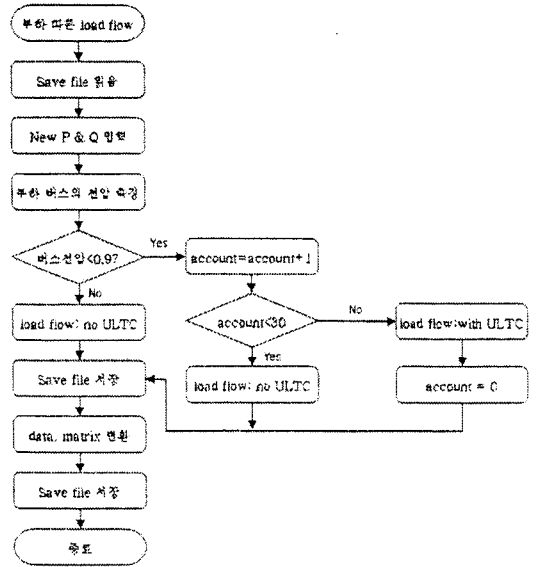 부하 따른 load flow
Save file 읽음
New P & Q 입력
부하 버스의 전압 측정
버스전압<0.9?
Yes
account=account+1
No
load flow: no ULTC
account<30
No
load flow:with ULTC
Yes
Save file 저장
load flow: no ULTC
account = 0
data, matrix 변환
Save file 저장
종료